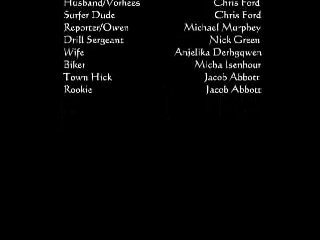 Husband/Vorhees Chris Ford
Surfer Dude Chris Ford
Reporter/Owen Michael Murphey
Drill Sergeant Nick Green
Wife Anjelika Derhgqwen
Biker Micha Isenhour
Town Hick Jacob Abbott
Rookie Jacob Abbott